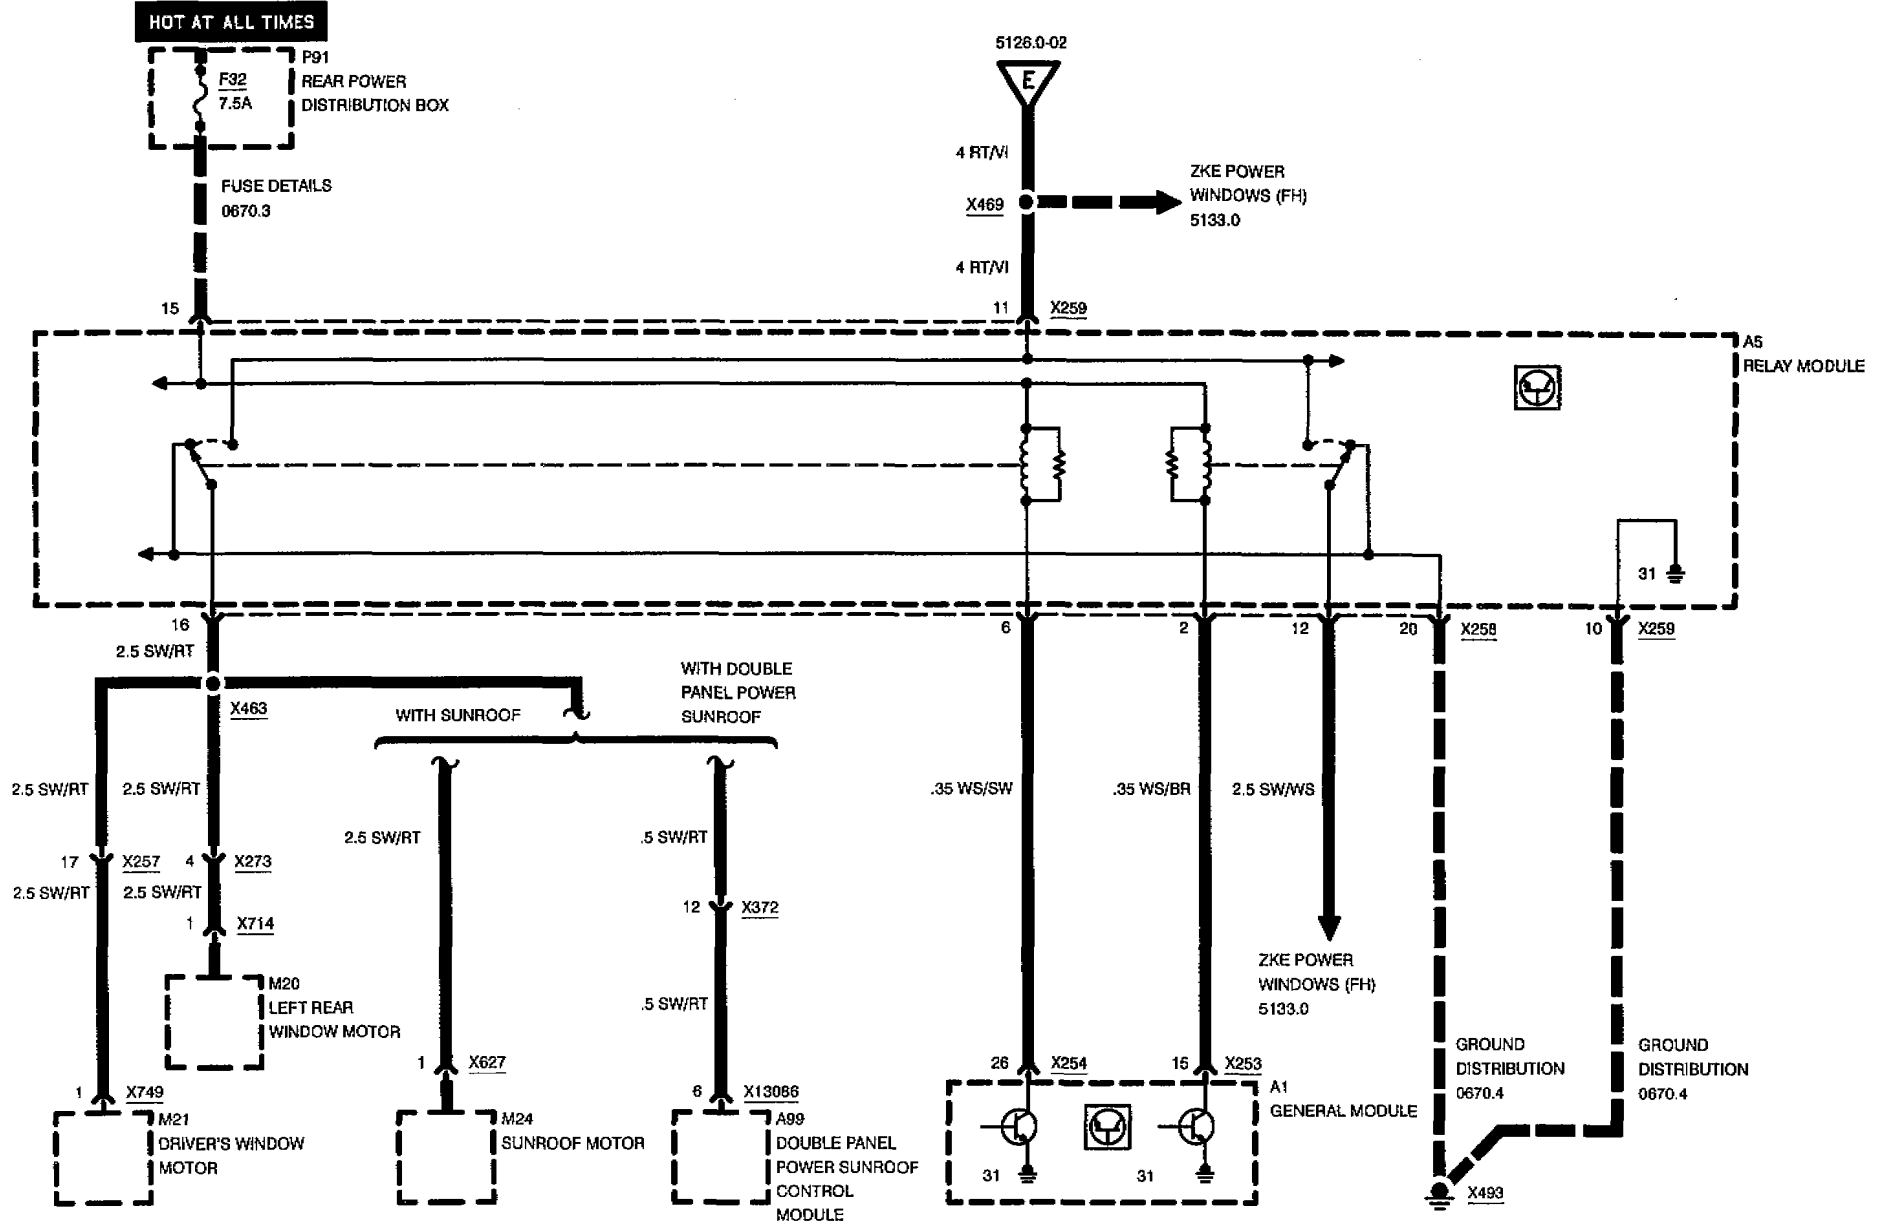 HOT AT ALL TIMES
P91
REAR POWER
DISTRIBUTION BOX
F32
7.5A
FUSE DETAILS
0670.3
5126.0-02
E
4 RT/VI
X469
ZKE POWER
WINDOWS (FH)
5133.0
4 RT/VI
15
11
X259
A5
RELAY MODULE
31
16
6
2
12
20
X258
10
X259
2.5 SW/RT
X463
WITH SUNROOF
WITH DOUBLE
PANEL POWER
SUNROOF
2.5 SW/RT
2.5 SW/RT
.35 WS/SW
.35 WS/BR
2.5 SW/WS
2.5 SW/RT
.5 SW/RT
17
X257
4
X273
2.5 SW/RT
2.5 SW/RT
12
X372
1
X714
M20
LEFT REAR
WINDOW MOTOR
.5 SW/RT
ZKE POWER
WINDOWS (FH)
5133.0
1
X749
1
X627
6
X13086
26
X254
15
X253
GROUND
DISTRIBUTION
0670.4
GROUND
DISTRIBUTION
0670.4
M21
DRIVER'S WINDOW
MOTOR
M24
SUNROOF MOTOR
A99
DOUBLE PANEL
POWER SUNROOF
CONTROL
MODULE
A1
GENERAL MODULE
31
31
X493